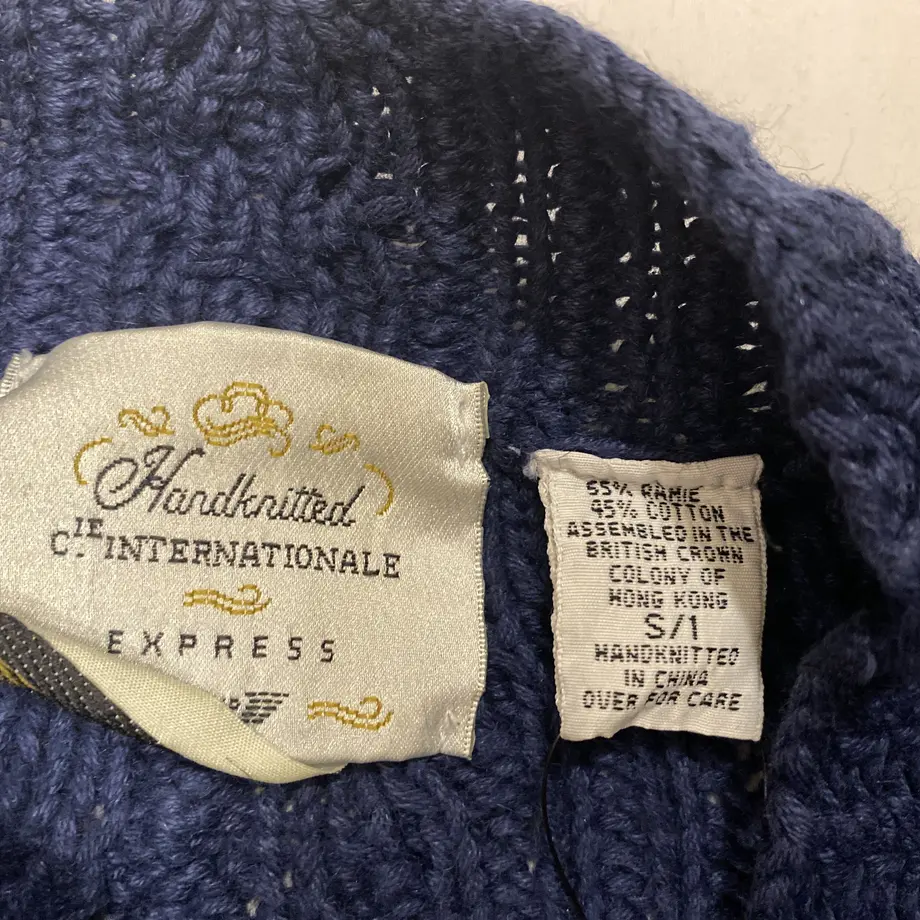 Handknitted
CIE. INTERNATIONALE
EXPRESS
55% RAMIE
45% COTTON
ASSEMBLED IN THE
BRITISH CROWN
COLONY OF
HONG KONG
S/1
HANDKNITTED
IN CHINA
OVER FOR CARE